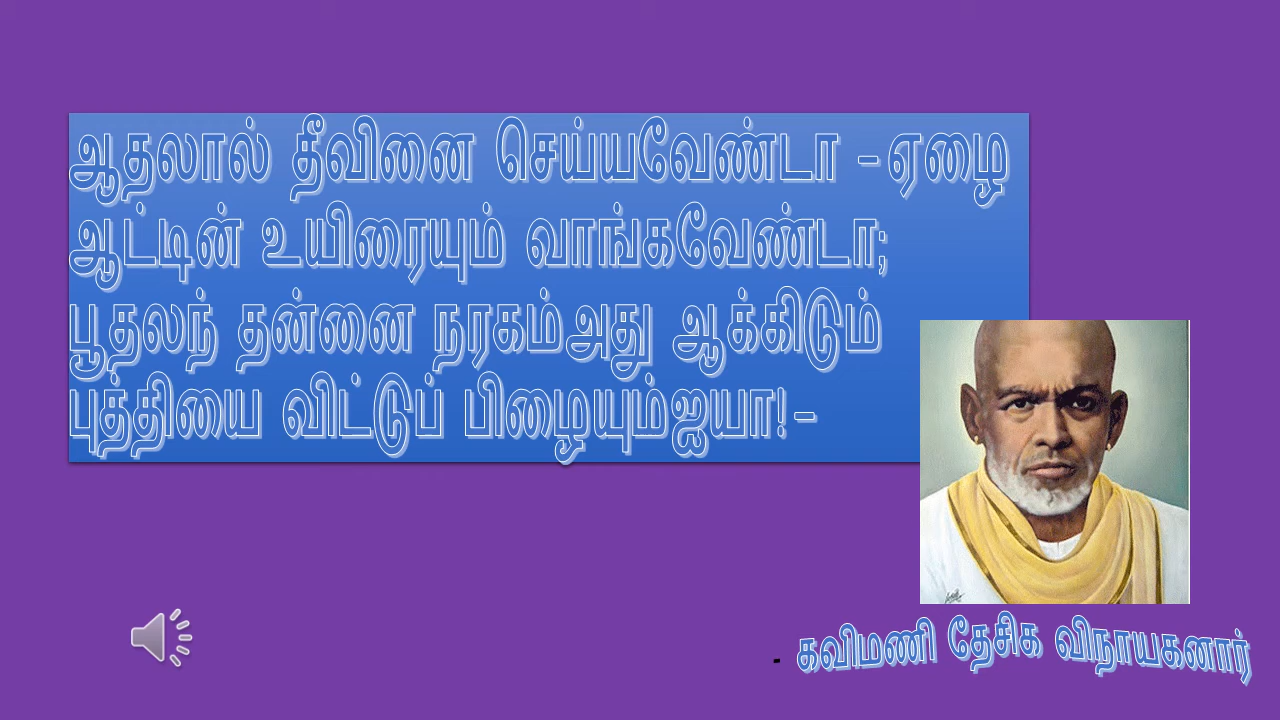 ஆதலால் தீவினை செய்யவேண்டா -ஏழை
ஆட்டின் உயிரையும் வாங்கவேண்டா;
பூதலந் தன்னை நரகம்அது ஆக்கிடும்
புத்தியை விட்டுப் பிழையும்ஐயா!-
- கவிமணி தேசிக விநாயகனார்